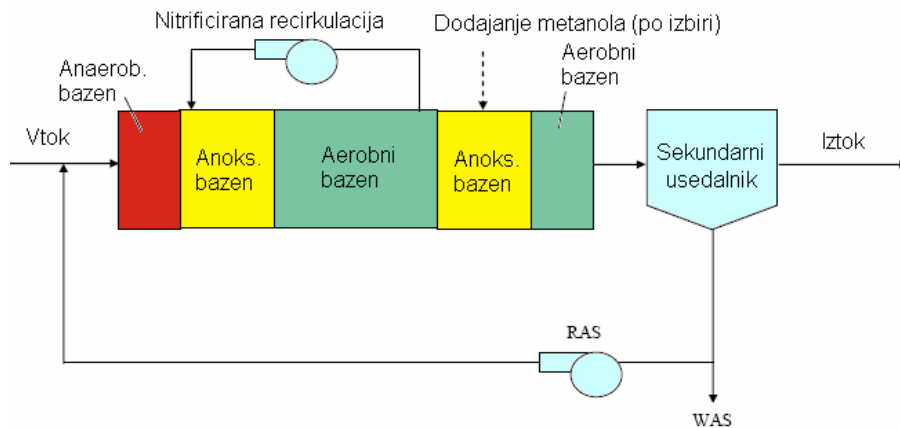 Nitrificirana recirkulacija
Dodajanje metanola (po izbiri)
Aerobni
bazen
Anaerob.
bazen
Vtok
Anoks.
bazen
Aerobni
bazen
Anoks.
bazen
Sekundarni
usedalnik
Iztok
RAS
WAS